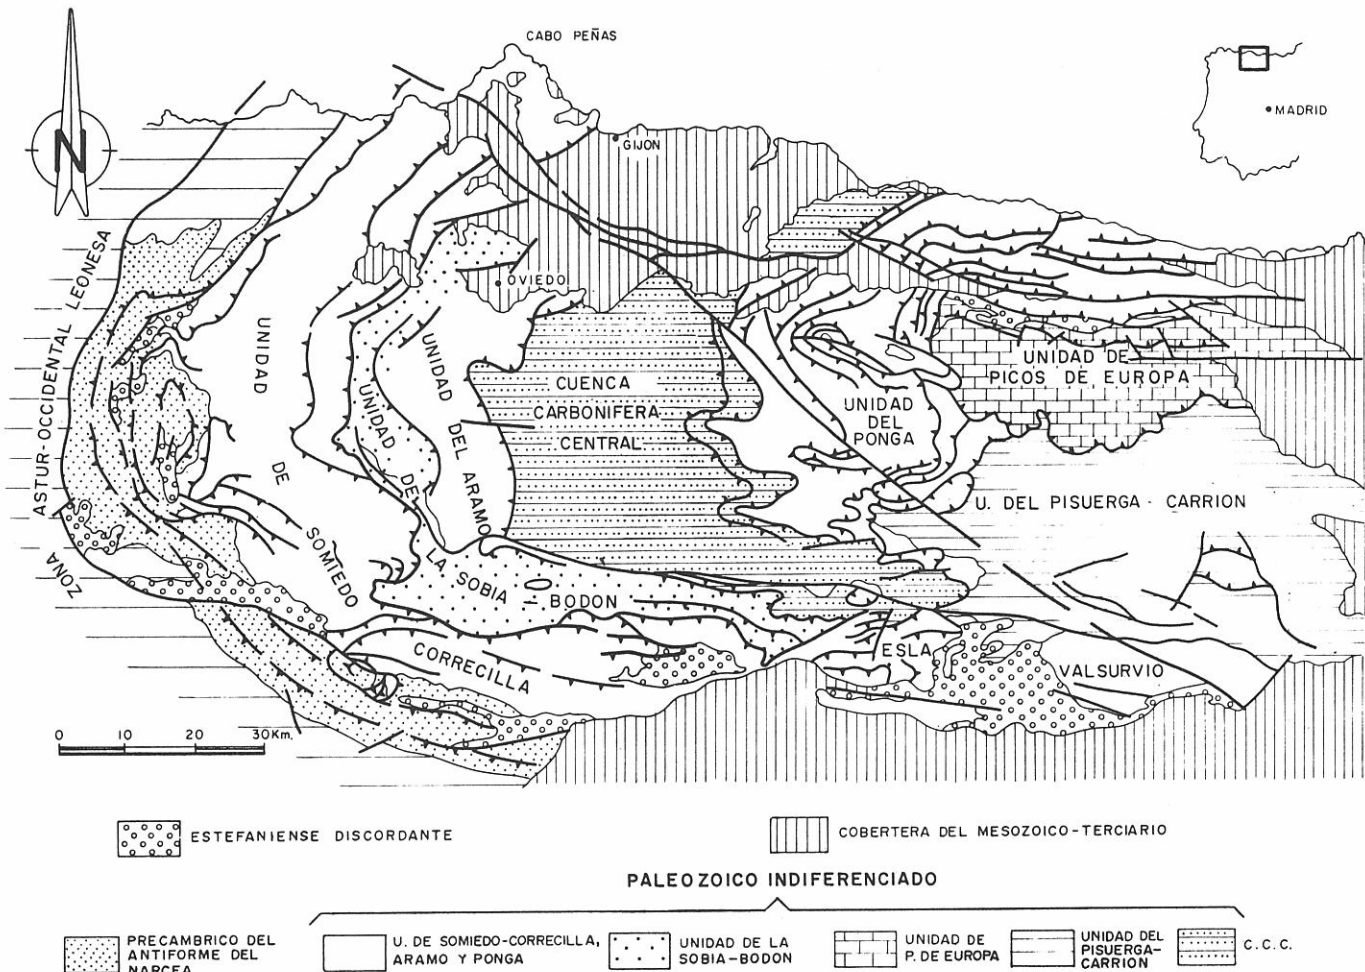 CABO PEÑAS
MADRID
N
GIJON
OVIEDO
ZONA ASTUR-OCCIDENTAL LEONESA
UNIDAD DE SOMIEDO
UNIDAD DE LA SOBIA - BODON
UNIDAD DEL ARAMO
CUENCA
CARBONIFERA
CENTRAL
UNIDAD
DEL
PONGA
UNIDAD DE
PICOS DE EUROPA
U. DEL PISUERGA - CARRION
CORRECILLA
ESLA
VALSURVIO
0 10 20 30 Km.
ESTEFANIENSE DISCORDANTE
COBERTERA DEL MESOZOICO-TERCIARIO
PALEOZOICO INDIFERENCIADO
PRECAMBRICO DEL
ANTIFORME DEL
NARCEA
U. DE SOMIEDO-CORRECILLA,
ARAMO Y PONGA
UNIDAD DE LA
SOBIA-BODON
UNIDAD DE
P. DE EUROPA
UNIDAD DEL
PISUERGA-
CARRION
C.C.C.